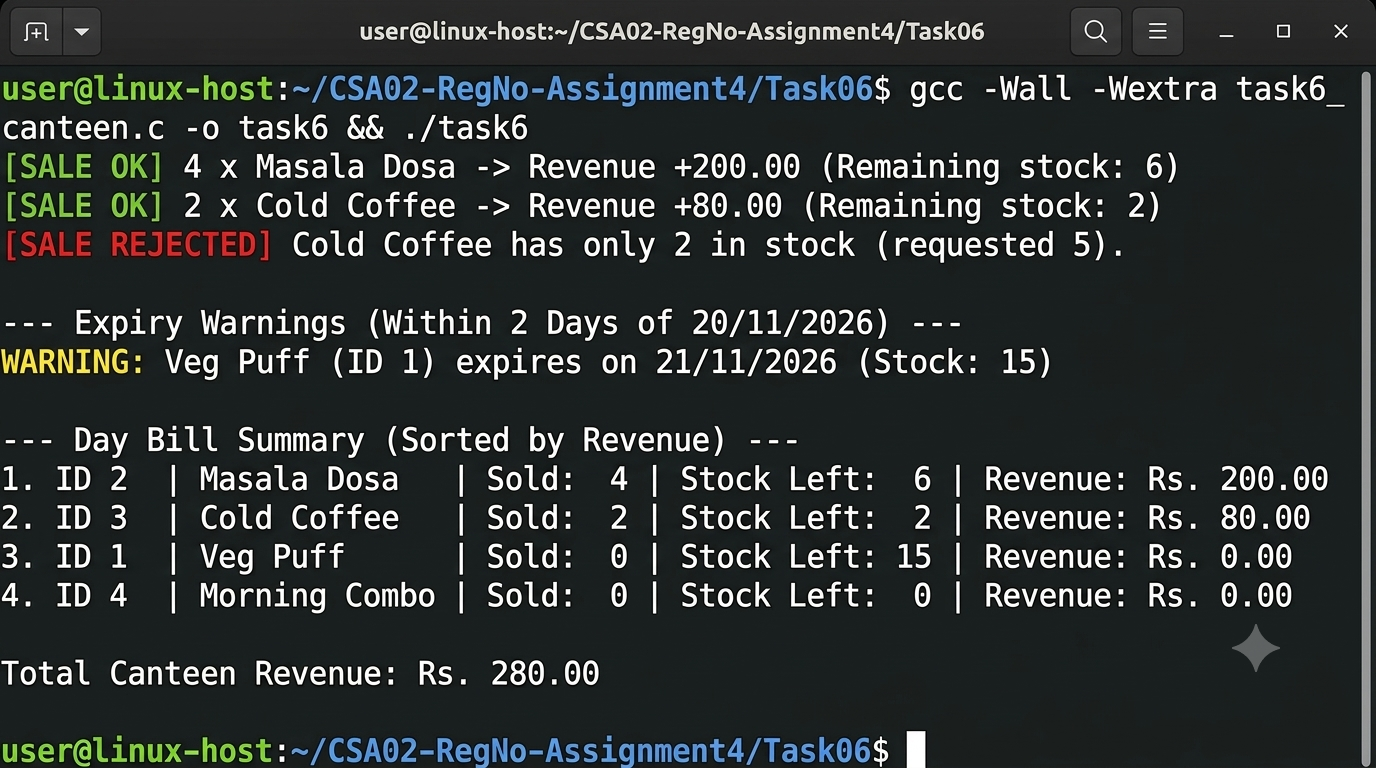 user@linux-host:~/CSA02-RegNo-Assignment4/Task06
user@linux-host:~/CSA02-RegNo-Assignment4/Task06$ gcc -Wall -Wextra task6_
canteen.c -o task6 && ./task6
[SALE OK] 4 x Masala Dosa -> Revenue +200.00 (Remaining stock: 6)
[SALE OK] 2 x Cold Coffee -> Revenue +80.00 (Remaining stock: 2)
[SALE REJECTED] Cold Coffee has only 2 in stock (requested 5).
--- Expiry Warnings (Within 2 Days of 20/11/2026) ---
WARNING: Veg Puff (ID 1) expires on 21/11/2026 (Stock: 15)
--- Day Bill Summary (Sorted by Revenue) ---
1. ID 2  | Masala Dosa   | Sold:  4 | Stock Left:  6 | Revenue: Rs. 200.00
2. ID 3  | Cold Coffee   | Sold:  2 | Stock Left:  2 | Revenue: Rs. 80.00
3. ID 1  | Veg Puff      | Sold:  0 | Stock Left: 15 | Revenue: Rs. 0.00
4. ID 4  | Morning Combo | Sold:  0 | Stock Left:  0 | Revenue: Rs. 0.00
Total Canteen Revenue: Rs. 280.00
user@linux-host:~/CSA02-RegNo-Assignment4/Task06$